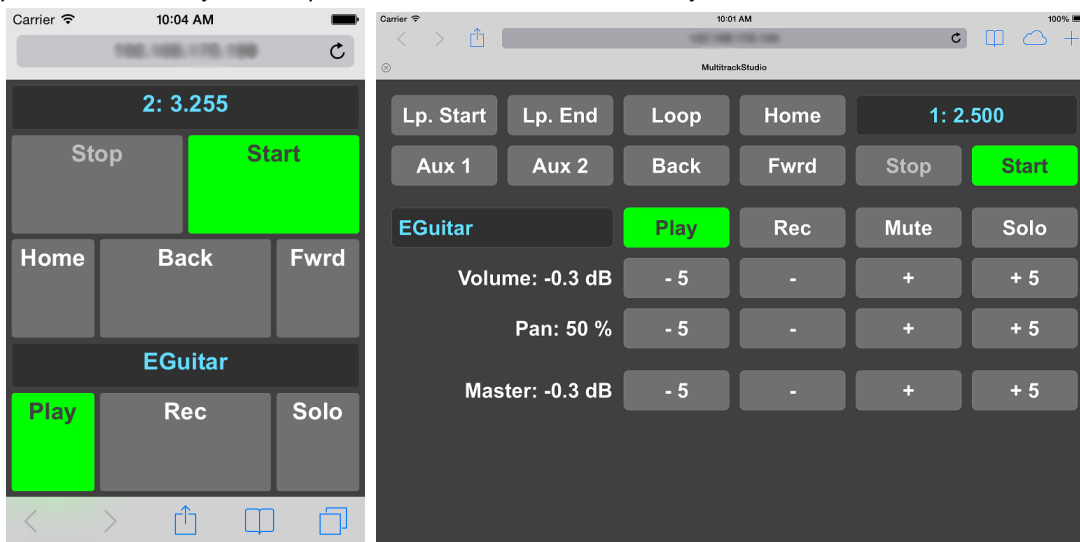 Carrier 10:04 AM
2: 3.255
Stop Start
Home Back Fwrd
EGuitar
Play Rec Solo
Carrier 10:01 AM 100%
MultitrackStudio
Lp. Start Lp. End Loop Home 1: 2.500
Aux 1 Aux 2 Back Fwrd Stop Start
EGuitar Play Rec Mute Solo
Volume: -0.3 dB - 5 - + + 5
Pan: 50 % - 5 - + + 5
Master: -0.3 dB - 5 - + + 5